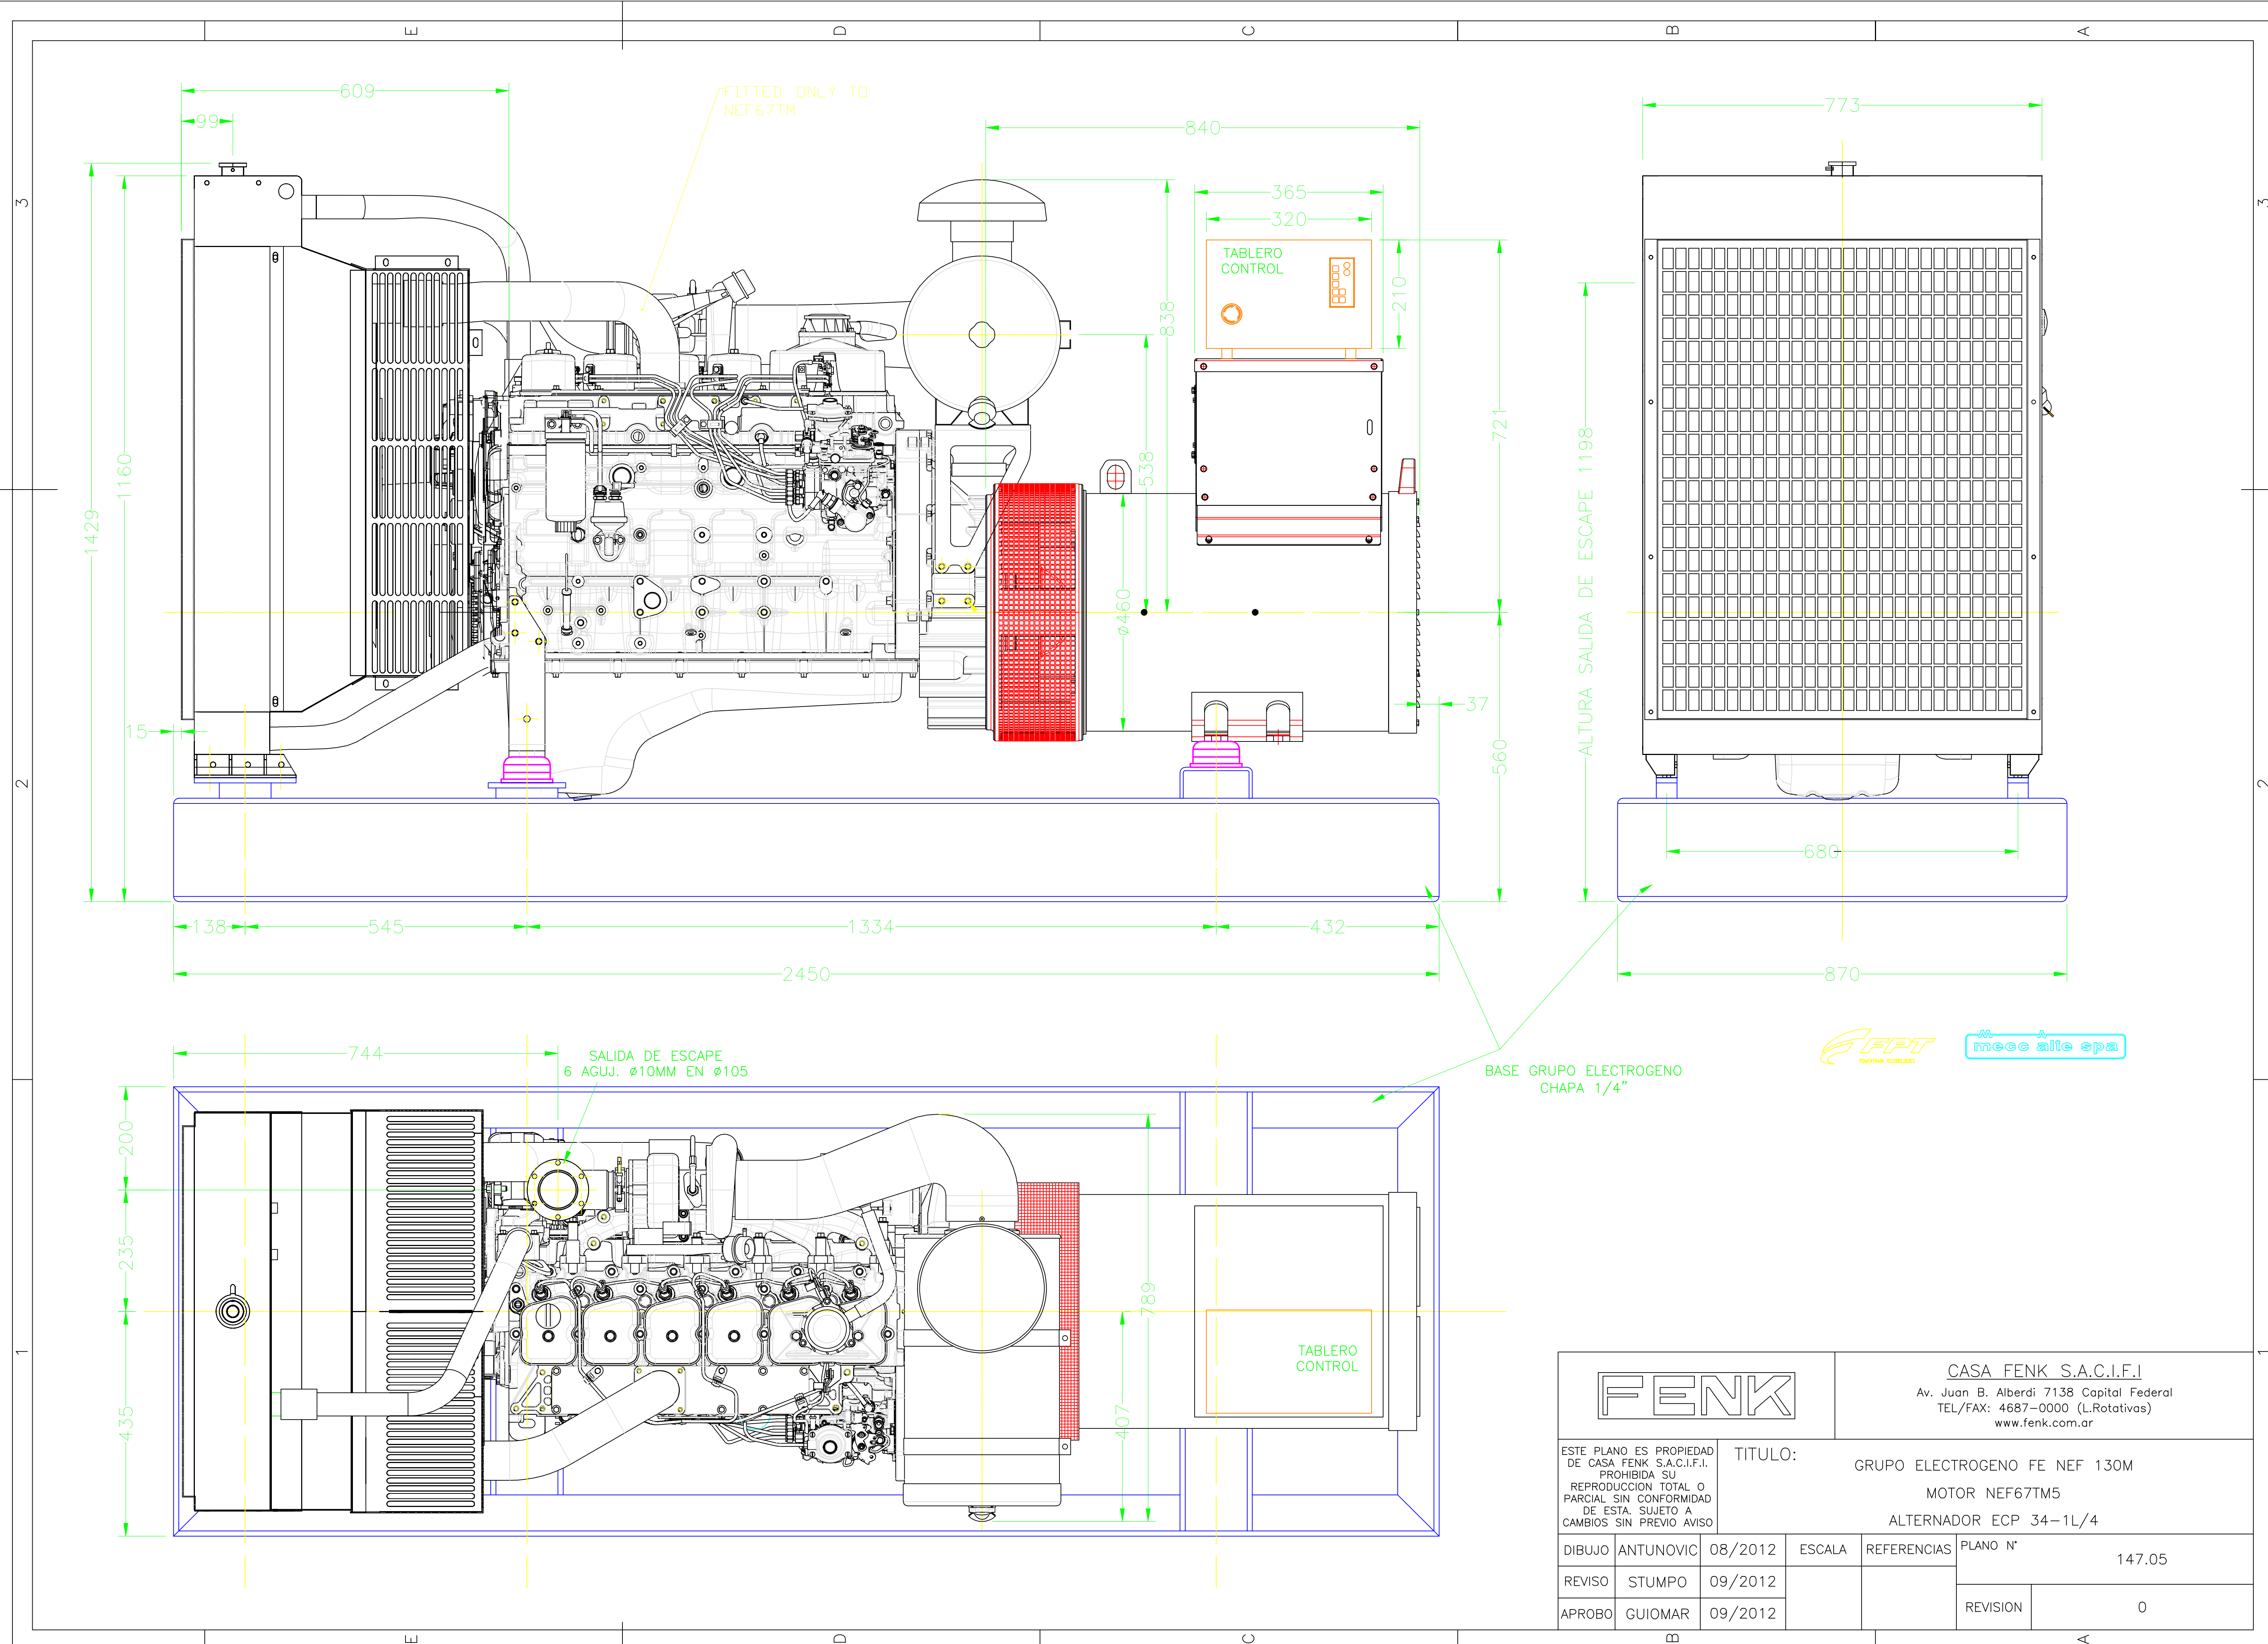 E
D
C
B
A
3
3
609
99
FITTED ONLY TO
NEF67TM
840
773
365
320
TABLERO
CONTROL
210
838
721
538
1160
1429
ALTURA SALIDA DE ESCAPE 1198
ø460
15
37
560
2
2
680
138
545
1334
432
2450
870
744
SALIDA DE ESCAPE
6 AGUJ. ø10MM EN ø105
FPT
mecc alte spa
BASE GRUPO ELECTROGENO
CHAPA 1/4"
200
235
435
789
407
TABLERO
CONTROL
1
1
FENK
CASA FENK S.A.C.I.F.I
Av. Juan B. Alberdi 7138 Capital Federal
TEL/FAX: 4687-0000 (L.Rotativas)
www.fenk.com.ar
ESTE PLANO ES PROPIEDAD
DE CASA FENK S.A.C.I.F.I.
PROHIBIDA SU
REPRODUCCION TOTAL O
PARCIAL SIN CONFORMIDAD
DE ESTA. SUJETO A
CAMBIOS SIN PREVIO AVISO
TITULO:
GRUPO ELECTROGENO FE NEF 130M
MOTOR NEF67TM5
ALTERNADOR ECP 34-1L/4
DIBUJO ANTUNOVIC 08/2012 ESCALA REFERENCIAS PLANO N° 147.05
REVISO STUMPO 09/2012
APROBO GUIOMAR 09/2012 REVISION 0
E
D
C
B
A